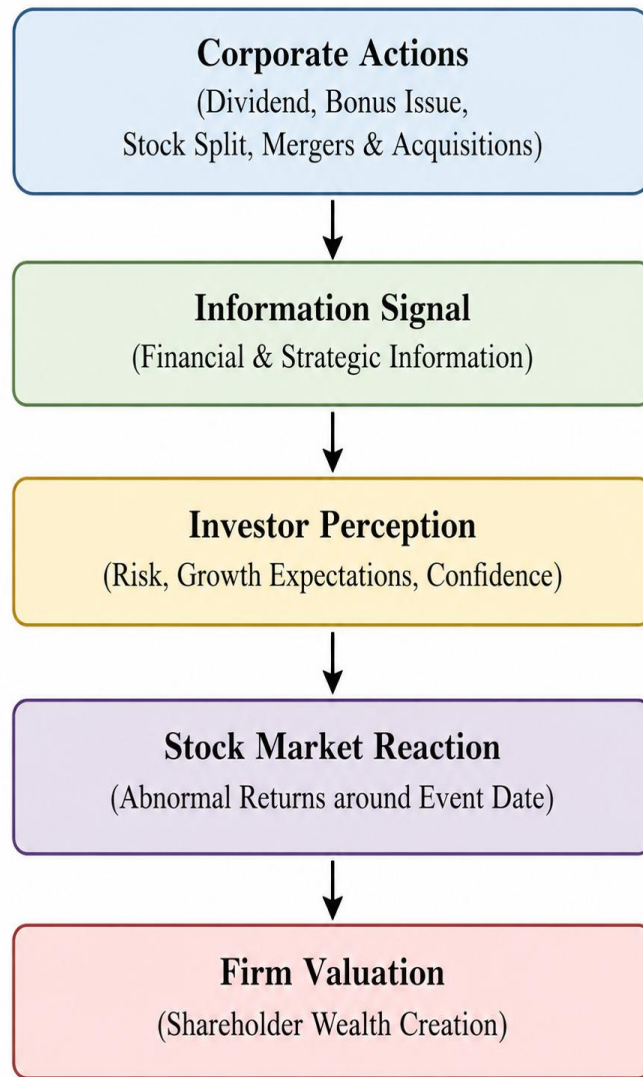 Corporate Actions
(Dividend, Bonus Issue,
Stock Split, Mergers & Acquisitions)
Information Signal
(Financial & Strategic Information)
Investor Perception
(Risk, Growth Expectations, Confidence)
Stock Market Reaction
(Abnormal Returns around Event Date)
Firm Valuation
(Shareholder Wealth Creation)